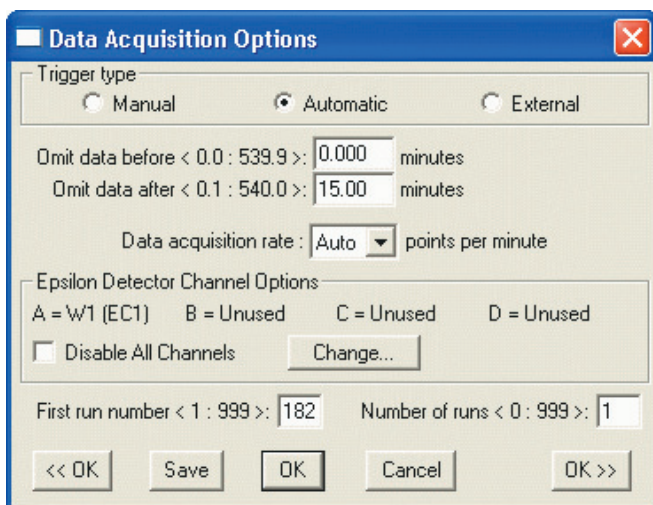 Data Acquisition Options
Trigger type
Manual Automatic External
Omit data before < 0.0 : 539.9 >: 0.000 minutes
Omit data after < 0.1 : 540.0 >: 15.00 minutes
Data acquisition rate : Auto points per minute
Epsilon Detector Channel Options
A = W1 (EC1) B = Unused C = Unused D = Unused
Disable All Channels Change...
First run number < 1 : 999 >: 182 Number of runs < 0 : 999 >: 1
<< OK Save OK Cancel OK >>